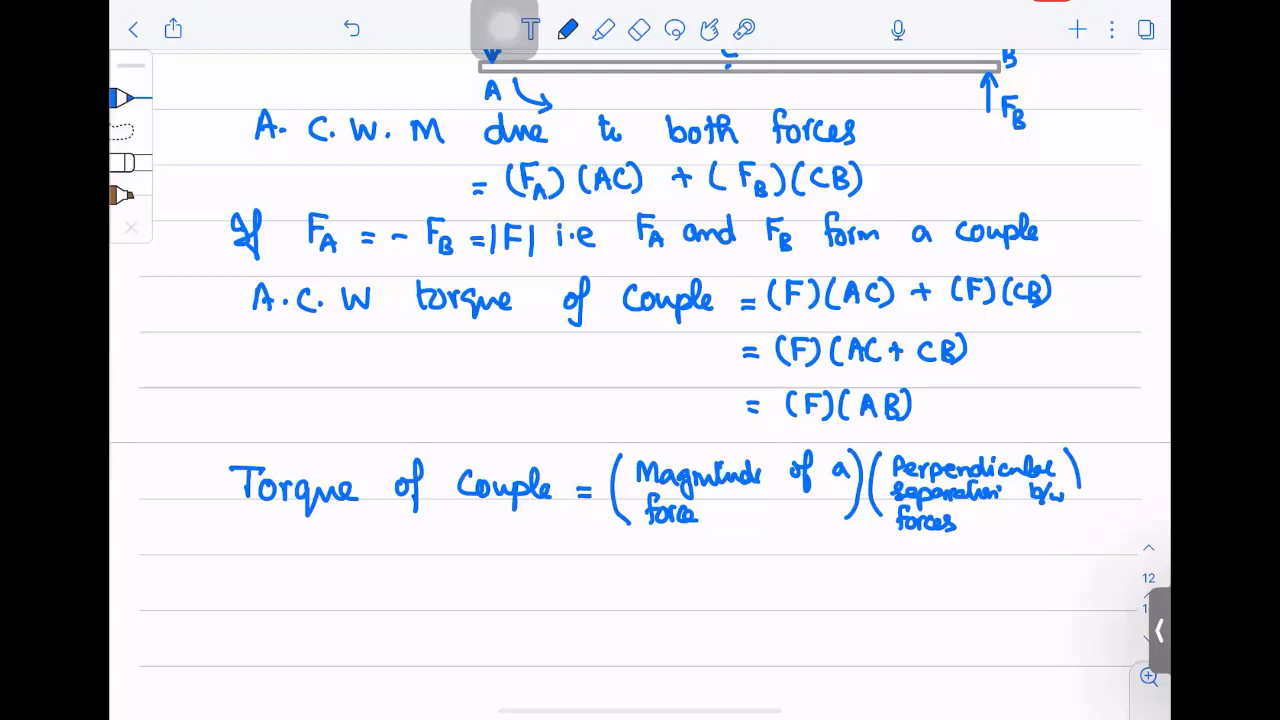 B
A
F_B
A. C. W. M due to both forces
= (F_A) (AC) + (F_B)(CB)
If F_A = - F_B = |F| i.e F_A and F_B form a couple
A.C.W torque of couple = (F)(AC) + (F)(CB)
= (F)(AC + CB)
= (F)(AB)
Torque of couple = (Magnitude of a force) (Perpendicular separation b/w forces)
12